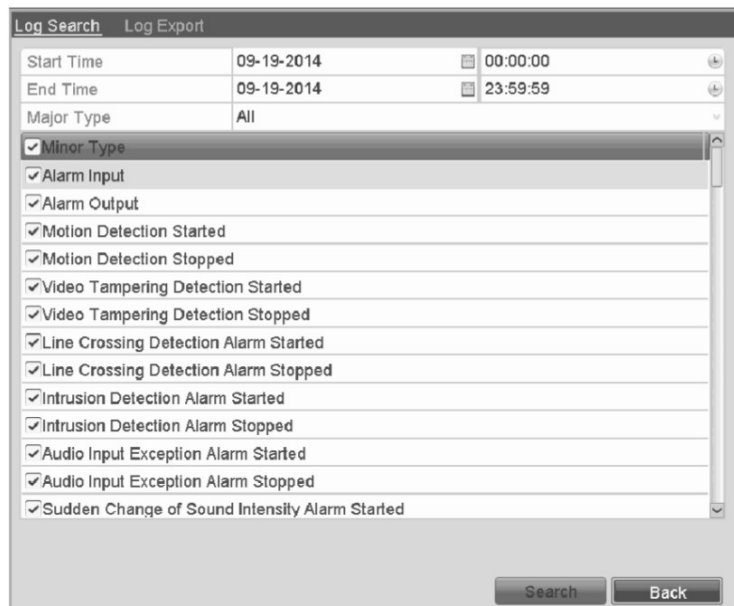 Log Search Log Export
Start Time 09-19-2014 00:00:00
End Time 09-19-2014 23:59:59
Major Type All
Minor Type
Alarm Input
Alarm Output
Motion Detection Started
Motion Detection Stopped
Video Tampering Detection Started
Video Tampering Detection Stopped
Line Crossing Detection Alarm Started
Line Crossing Detection Alarm Stopped
Intrusion Detection Alarm Started
Intrusion Detection Alarm Stopped
Audio Input Exception Alarm Started
Audio Input Exception Alarm Stopped
Sudden Change of Sound Intensity Alarm Started
Search Back